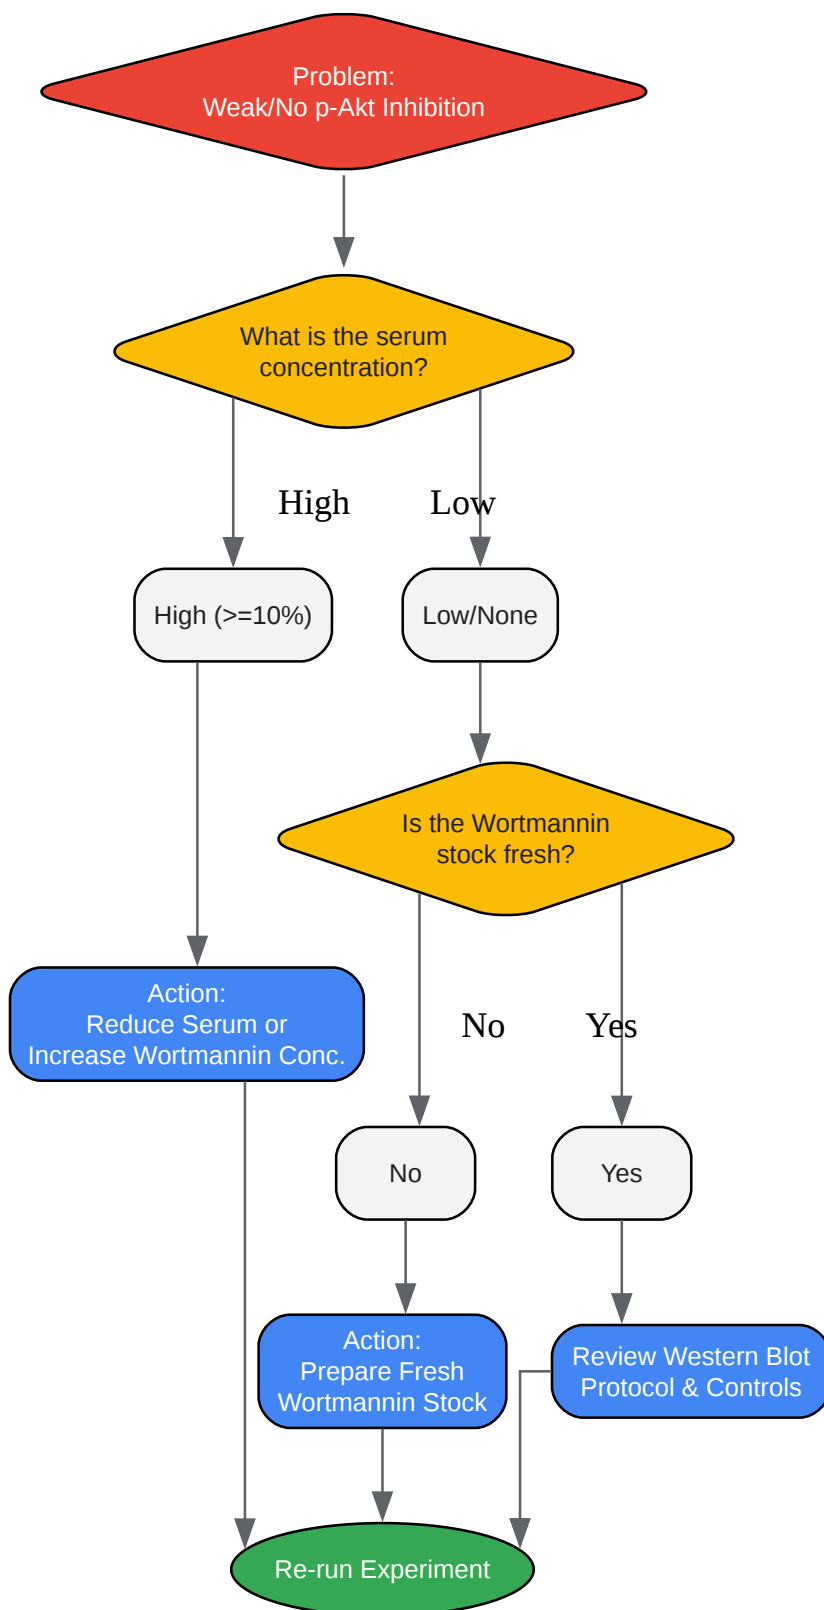 Problem:
Weak/No p-Akt Inhibition
What is the serum
concentration?
High
Low
High (>=10%)
Low/None
Is the Wortmannin
stock fresh?
Action:
Reduce Serum or
Increase Wortmannin Conc.
No
Yes
No
Yes
Action:
Prepare Fresh
Wortmannin Stock
Review Western Blot
Protocol & Controls
Re-run Experiment